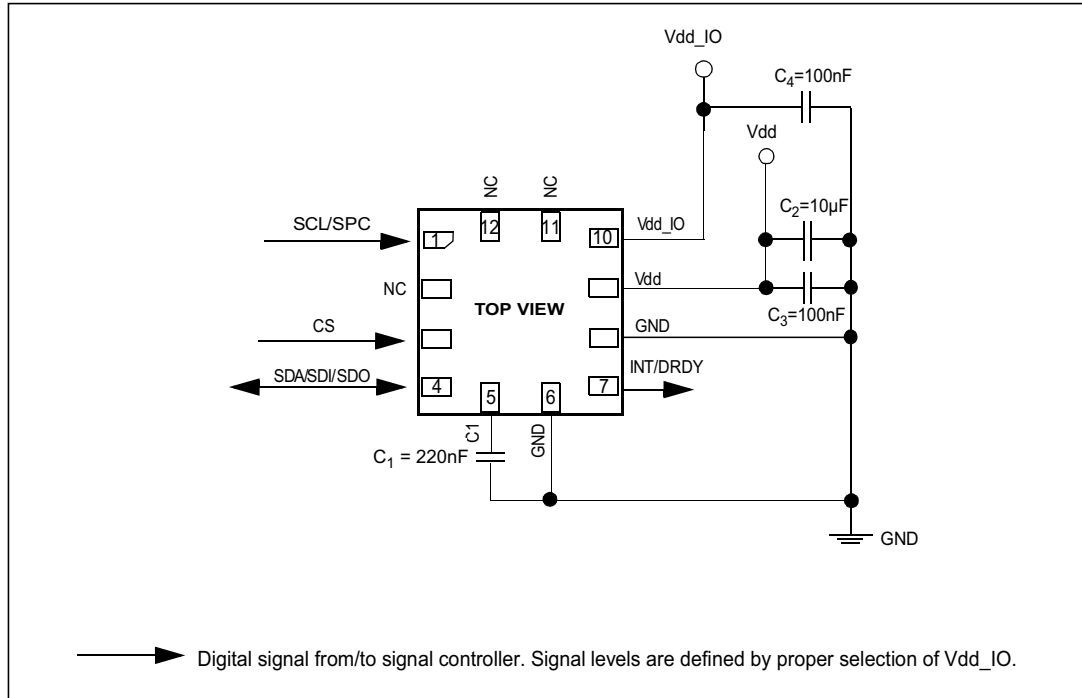 Vdd_IO
C4=100nF
Vdd
NC
NC
C2=10µF
SCL/SPC
1
12
11
10
Vdd_IO
NC
Vdd
TOP VIEW
C3=100nF
CS
GND
SDA/SDI/SDO
4
5
6
7
INT/DRDY
C1
GND
C1 = 220nF
GND
Digital signal from/to signal controller. Signal levels are defined by proper selection of Vdd_IO.